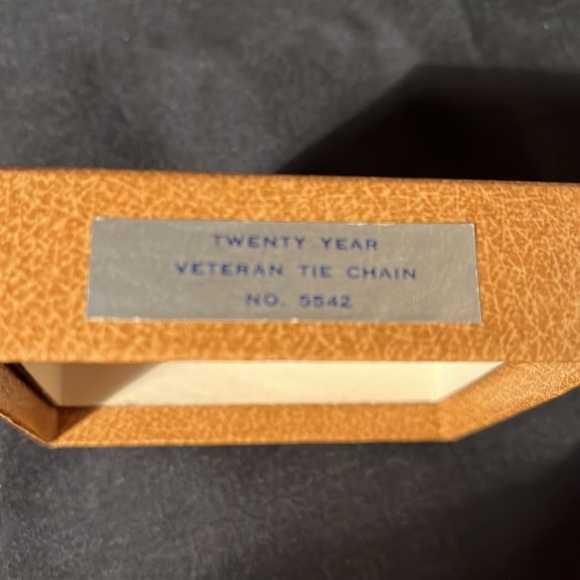 TWENTY YEAR
VETERAN TIE CHAIN
NO. 5542